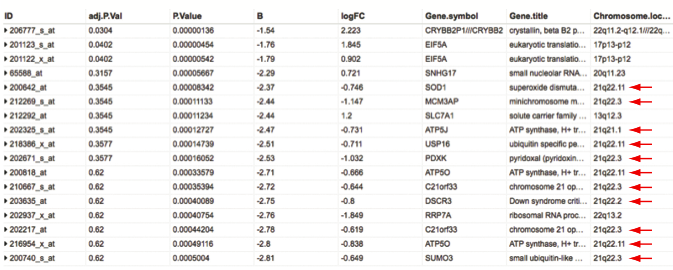 ID adj.P.Val P.Value B logFC Gene.symbol Gene.title Chromosome.loc...
206777_s_at 0.0304 0.00000136 -1.54 2.223 CRYBB2P1///CRYBB2 crystallin, beta B2 p... 22q11.2-q12.1///22q...
201123_s_at 0.0402 0.00000454 -1.76 1.845 EIF5A eukaryotic translatio... 17p13-p12
201122_x_at 0.0402 0.00000542 -1.79 0.902 EIF5A eukaryotic translatio... 17p13-p12
65588_at 0.3157 0.00005667 -2.29 0.721 SNHG17 small nucleolar RNA... 20q11.23
200642_at 0.3545 0.00008342 -2.37 -0.746 SOD1 superoxide dismuta... 21q22.11
212269_s_at 0.3545 0.00011133 -2.44 -1.147 MCM3AP minichromosome m... 21q22.3
212292_at 0.3545 0.00011234 -2.44 1.2 SLC7A1 solute carrier family ... 13q12.3
202325_s_at 0.3545 0.00012727 -2.47 -0.731 ATP5J ATP synthase, H+ tr... 21q21.1
218386_x_at 0.3577 0.00014739 -2.51 -0.711 USP16 ubiquitin specific pe... 21q22.11
202671_s_at 0.3577 0.00016052 -2.53 -1.032 PDXK pyridoxal (pyridoxin... 21q22.3
200818_at 0.62 0.00033579 -2.71 -0.666 ATP5O ATP synthase, H+ tr... 21q22.11
210667_s_at 0.62 0.00035394 -2.72 -0.644 C21orf33 chromosome 21 op... 21q22.3
203635_at 0.62 0.00040089 -2.75 -0.8 DSCR3 Down syndrome criti... 21q22.2
202937_x_at 0.62 0.00040754 -2.76 -1.849 RRP7A ribosomal RNA proc... 22q13.2
202217_at 0.62 0.00044204 -2.78 -0.619 C21orf33 chromosome 21 op... 21q22.3
216954_x_at 0.62 0.00049116 -2.8 -0.838 ATP5O ATP synthase, H+ tr... 21q22.11
200740_s_at 0.62 0.0005004 -2.81 -0.649 SUMO3 small ubiquitin-like ... 21q22.3